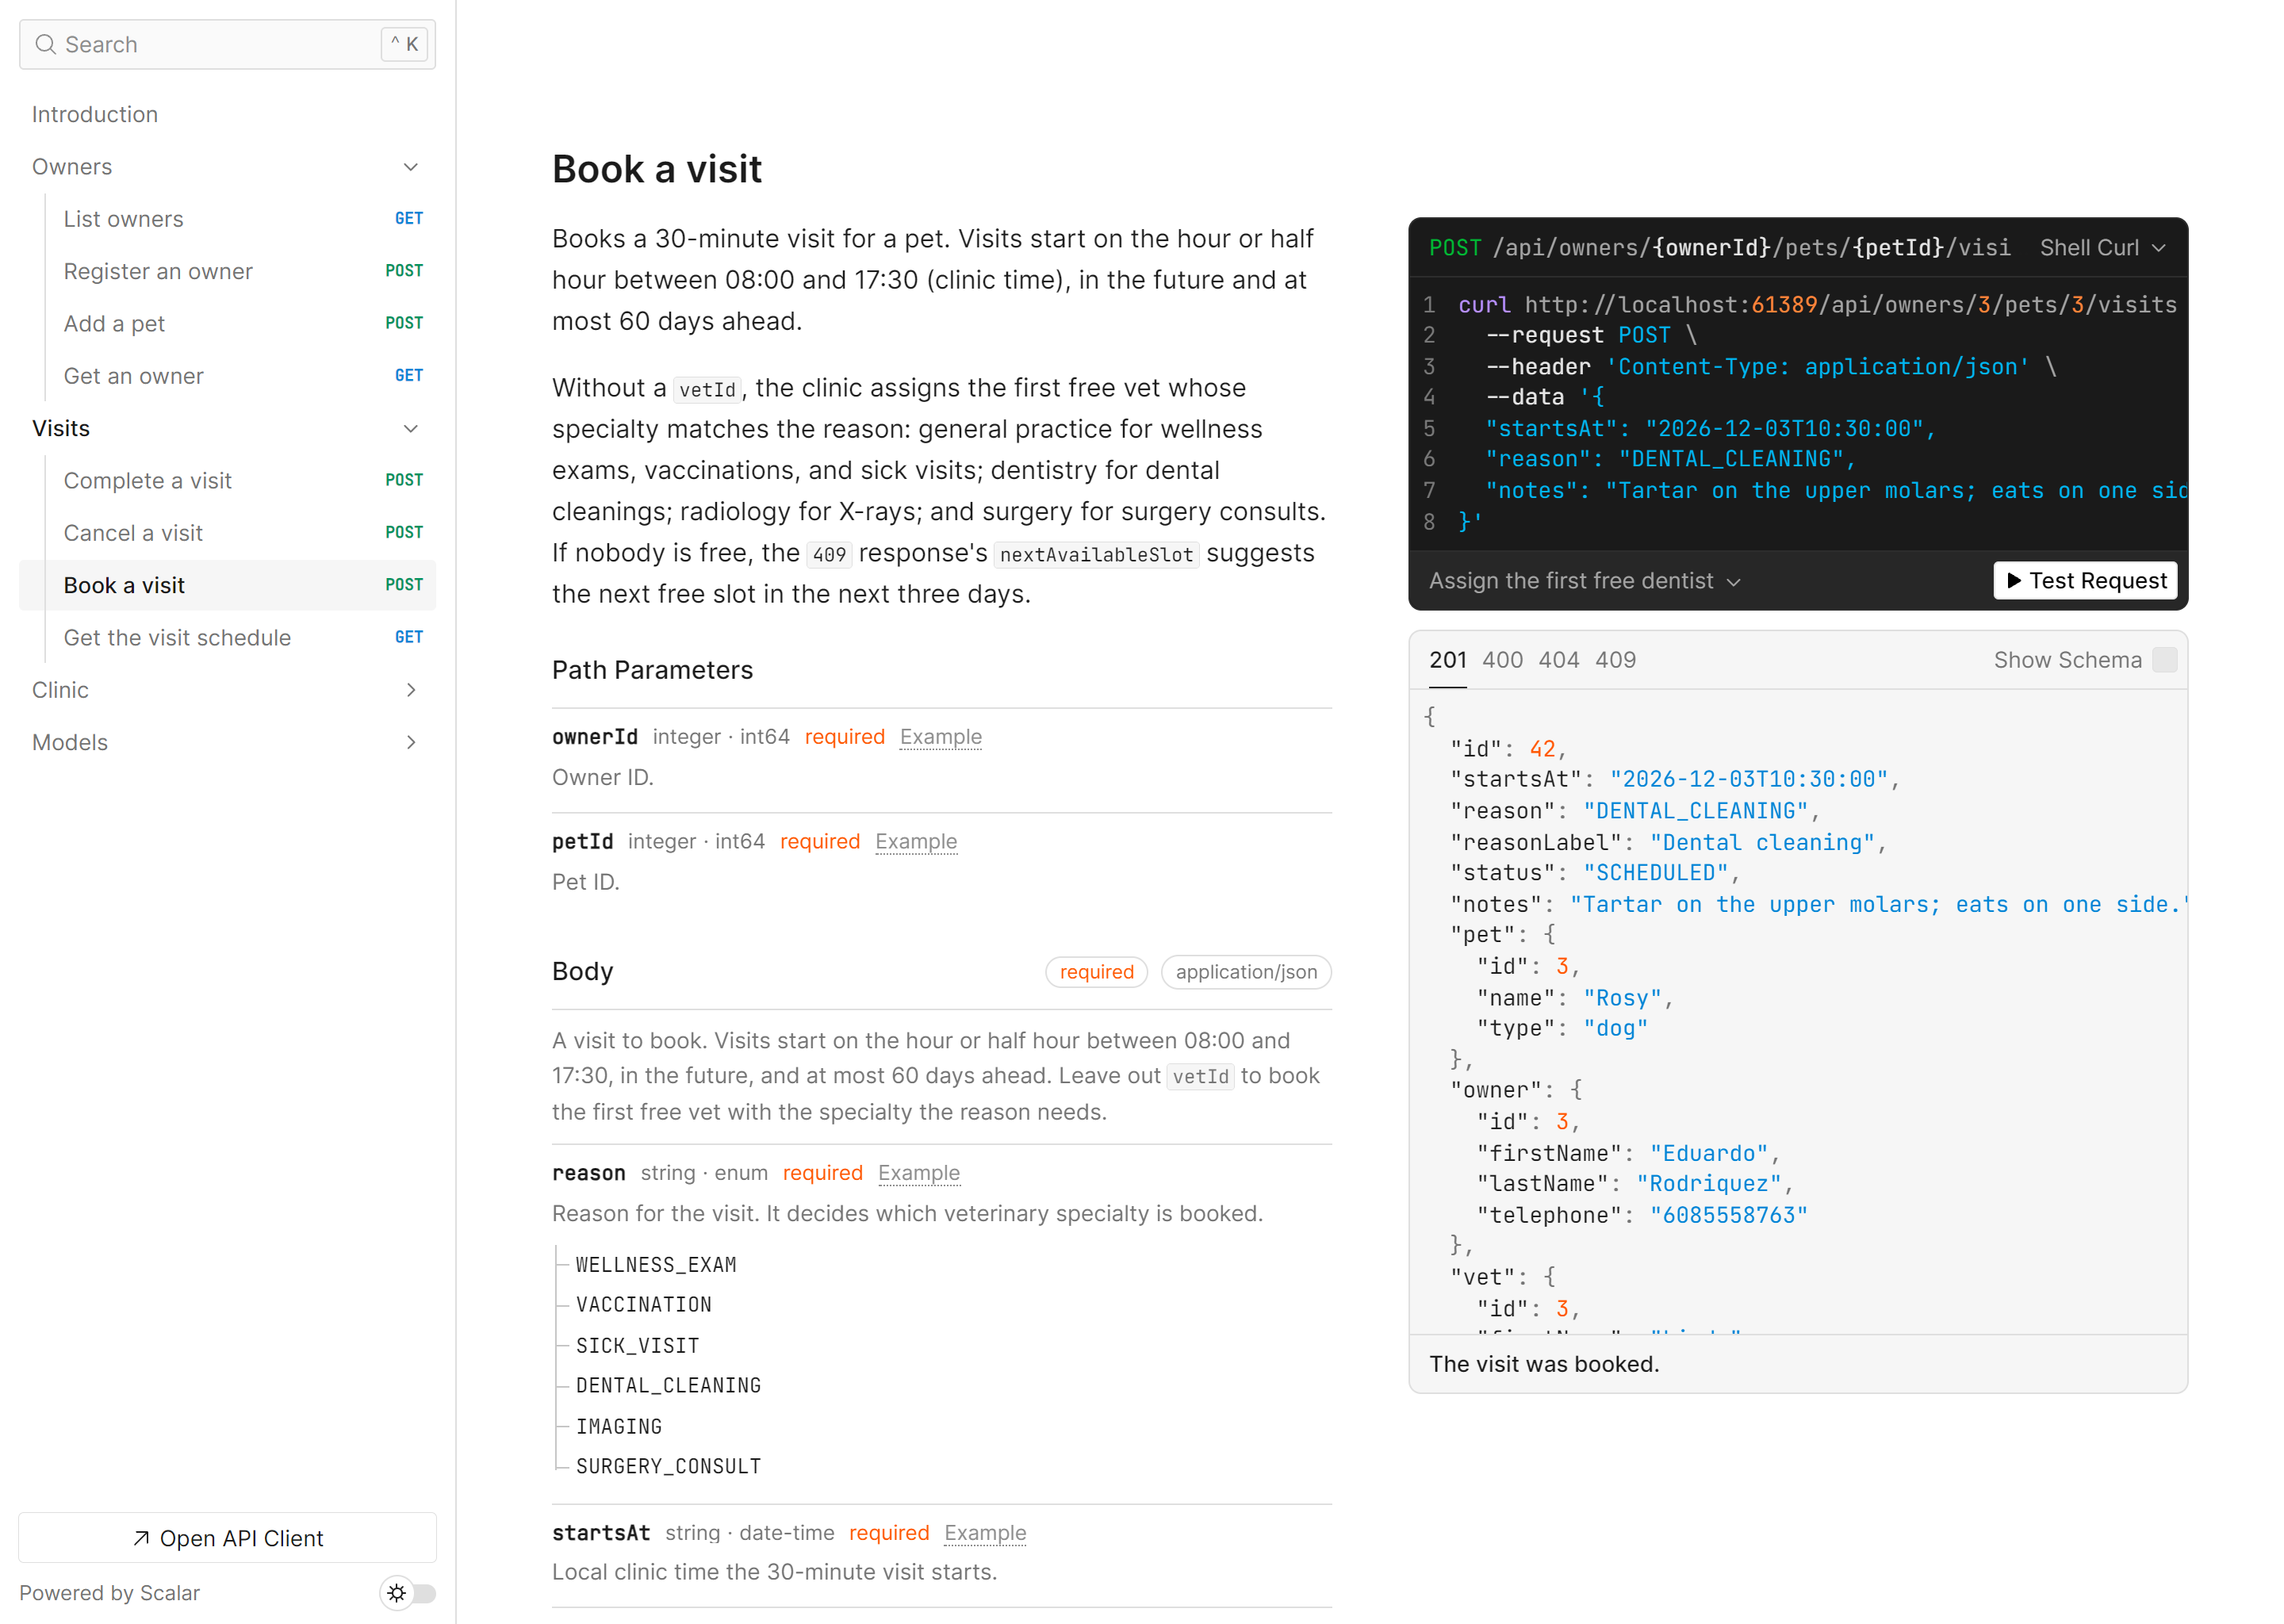 Search
^ K
Introduction
Owners
List owners GET
Register an owner POST
Add a pet POST
Get an owner GET
Visits
Complete a visit POST
Cancel a visit POST
Book a visit POST
Get the visit schedule GET
Clinic
Models
Open API Client
Powered by Scalar
Book a visit
Books a 30-minute visit for a pet. Visits start on the hour or half
hour between 08:00 and 17:30 (clinic time), in the future and at
most 60 days ahead.
Without a vetId, the clinic assigns the first free vet whose
specialty matches the reason: general practice for wellness
exams, vaccinations, and sick visits; dentistry for dental
cleanings; radiology for X-rays; and surgery for surgery consults.
If nobody is free, the 409 response's nextAvailableSlot suggests
the next free slot in the next three days.
Path Parameters
ownerId integer · int64 required Example
Owner ID.
petId integer · int64 required Example
Pet ID.
Body required application/json
A visit to book. Visits start on the hour or half hour between 08:00 and
17:30, in the future, and at most 60 days ahead. Leave out vetId to book
the first free vet with the specialty the reason needs.
reason string · enum required Example
Reason for the visit. It decides which veterinary specialty is booked.
WELLNESS_EXAM
VACCINATION
SICK_VISIT
DENTAL_CLEANING
IMAGING
SURGERY_CONSULT
startsAt string · date-time required Example
Local clinic time the 30-minute visit starts.
POST /api/owners/{ownerId}/pets/{petId}/visi Shell Curl
1 curl http://localhost:61389/api/owners/3/pets/3/visits
2 --request POST \
3 --header 'Content-Type: application/json' \
4 --data '{
5 "startsAt": "2026-12-03T10:30:00",
6 "reason": "DENTAL_CLEANING",
7 "notes": "Tartar on the upper molars; eats on one sid
8 }'
Assign the first free dentist Test Request
201 400 404 409 Show Schema
{
"id": 42,
"startsAt": "2026-12-03T10:30:00",
"reason": "DENTAL_CLEANING",
"reasonLabel": "Dental cleaning",
"status": "SCHEDULED",
"notes": "Tartar on the upper molars; eats on one side."
"pet": {
"id": 3,
"name": "Rosy",
"type": "dog"
},
"owner": {
"id": 3,
"firstName": "Eduardo",
"lastName": "Rodriquez",
"telephone": "6085558763"
},
"vet": {
"id": 3,
The visit was booked.